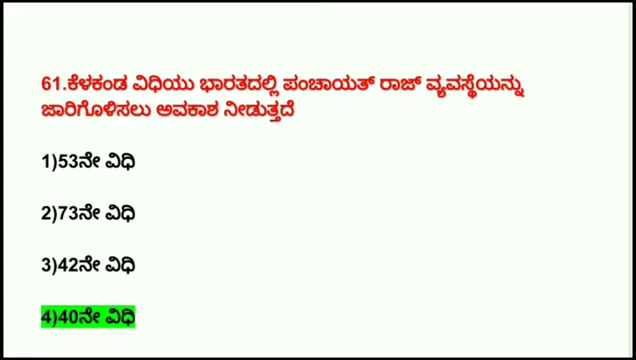 61.ಕೆಳಕಂಡ ವಿಧಿಯು ಭಾರತದಲ್ಲಿ ಪಂಚಾಯತ್ ರಾಜ್ ವ್ಯವಸ್ಥೆಯನ್ನು
ಜಾರಿಗೊಳಿಸಲು ಅವಕಾಶ ನೀಡುತ್ತದೆ
1)53ನೇ ವಿಧಿ
2)73ನೇ ವಿಧಿ
3)42ನೇ ವಿಧಿ
4)40ನೇ ವಿಧಿ